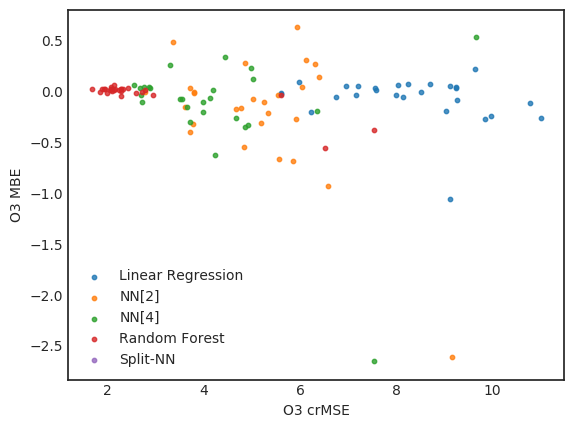 0.5
0.0
−0.5
−1.0
−1.5
−2.0
−2.5
O3 MBE
Linear Regression
NN[2]
NN[4]
Random Forest
Split-NN
2 4 6 8 10
O3 crMSE